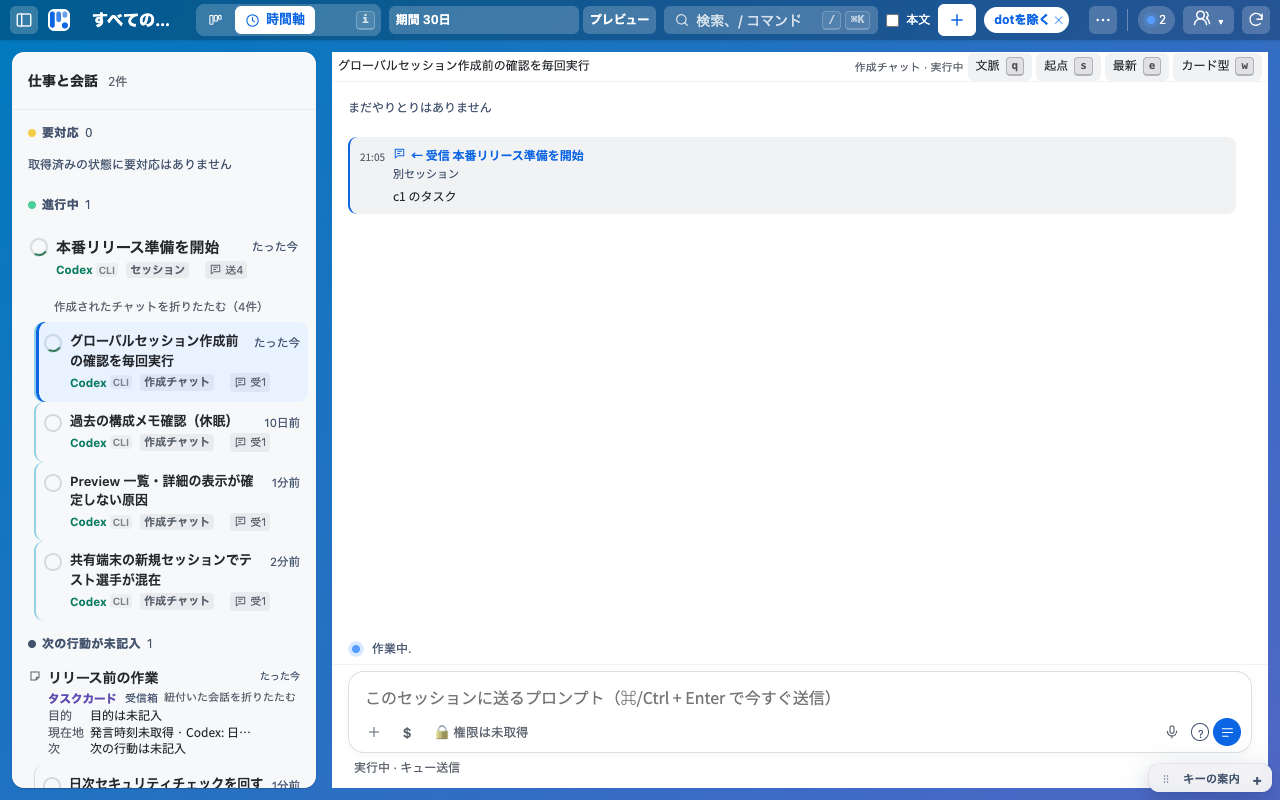 すべての...
時間軸
i
期間 30日
プレビュー
検索、/ コマンド
/
⌘K
本文
+
dotを除く ×
...
2
仕事と会話 2件
要対応 0
取得済みの状態に要対応はありません
進行中 1
本番リリース準備を開始 たった今
Codex CLI セッション 送4
作成されたチャットを折りたたむ（4件）
グローバルセッション作成前
の確認を毎回実行 たった今
Codex CLI 作成チャット 受1
過去の構成メモ確認（休眠） 10日前
Codex CLI 作成チャット 受1
Preview 一覧・詳細の表示が確
定しない原因 1分前
Codex CLI 作成チャット 受1
共有端末の新規セッションでテ
スト選手が混在 2分前
Codex CLI 作成チャット 受1
次の行動が未記入 1
リリース前の作業 たった今
タスクカード 受信箱 紐付いた会話を折りたたむ
目的 目的は未記入
現在地 発言時刻未取得 · Codex: 日…
次 次の行動は未記入
日次セキュリティチェックを回す 1分前
グローバルセッション作成前の確認を毎回実行
作成チャット · 実行中
文脈 q
起点 s
最新 e
カード型 w
まだやりとりはありません
21:05 ← 受信 本番リリース準備を開始
別セッション
c1 のタスク
作業中.
このセッションに送るプロンプト（⌘/Ctrl + Enter で今すぐ送信）
+ $ 権限は未取得
?
実行中 · キュー送信
キーの案内 +